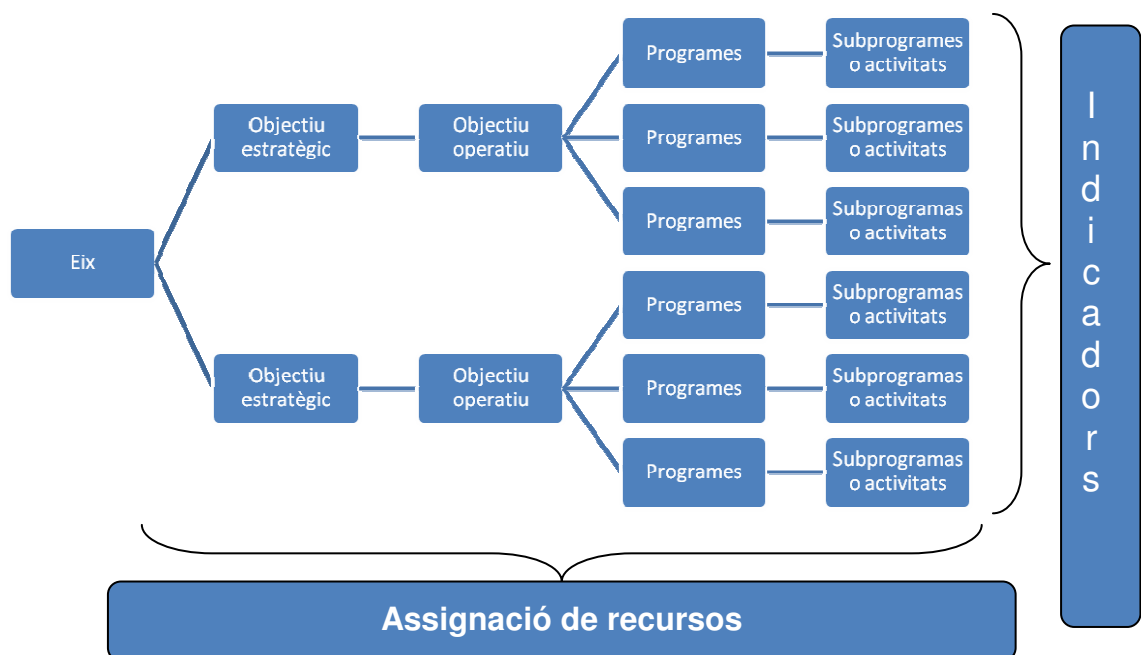 Programes
Subprogrames
o activitats
Objectiu
estratègic
Objectiu
operatiu
Programes
Subprogrames
o activitats
Programes
Subprogramas
o activitats
Eix
Programes
Subprogramas
o activitats
Objectiu
estratègic
Objectiu
operatiu
Programes
Subprogramas
o activitats
Programes
Subprogramas
o activitats
Indicadors
Assignació de recursos